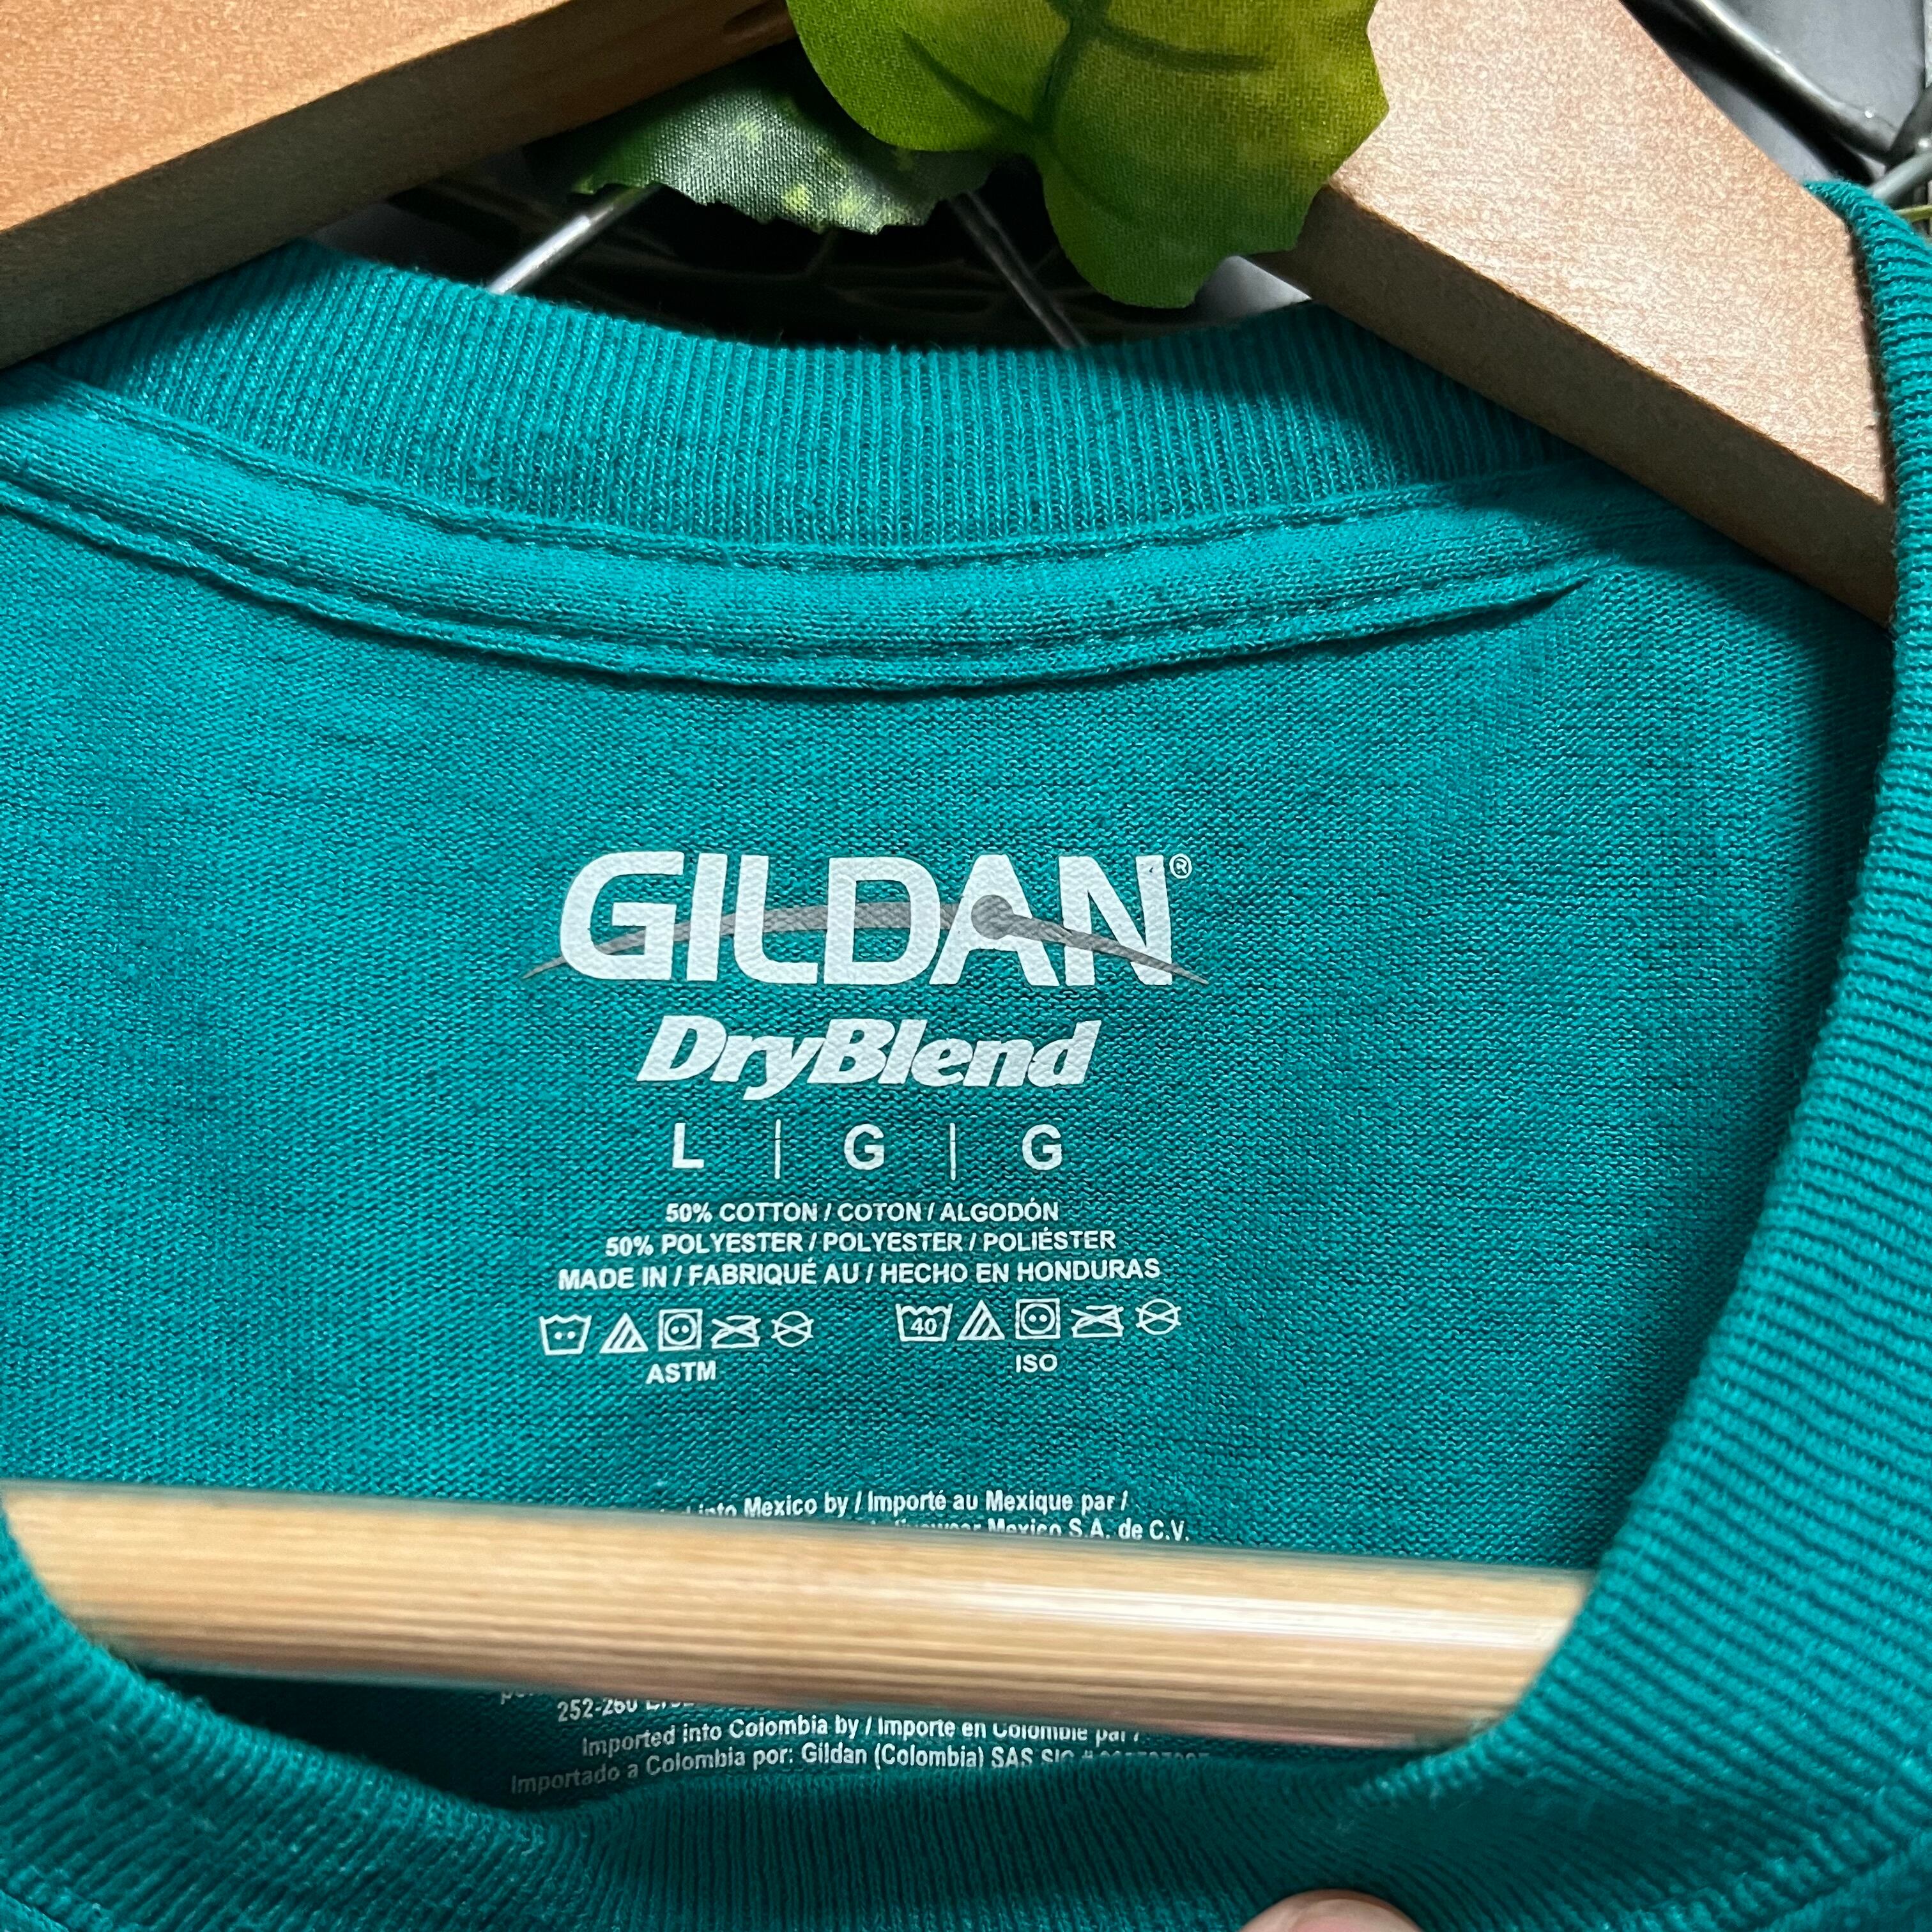 GILDAN®
DryBlend
L | G | G
50% COTTON / COTON / ALGODÓN
50% POLYESTER / POLYESTER / POLIÉSTER
MADE IN / FABRIQUÉ AU / HECHO EN HONDURAS
40
ASTM
ISO
into Mexico by / Importé au Mexique par /
Mexico S.A. de C.V.
252-260
Imported into Colombia by / Importé en Colombie par /
Importado a Colombia por: Gildan (Colombia) SAS SIC #